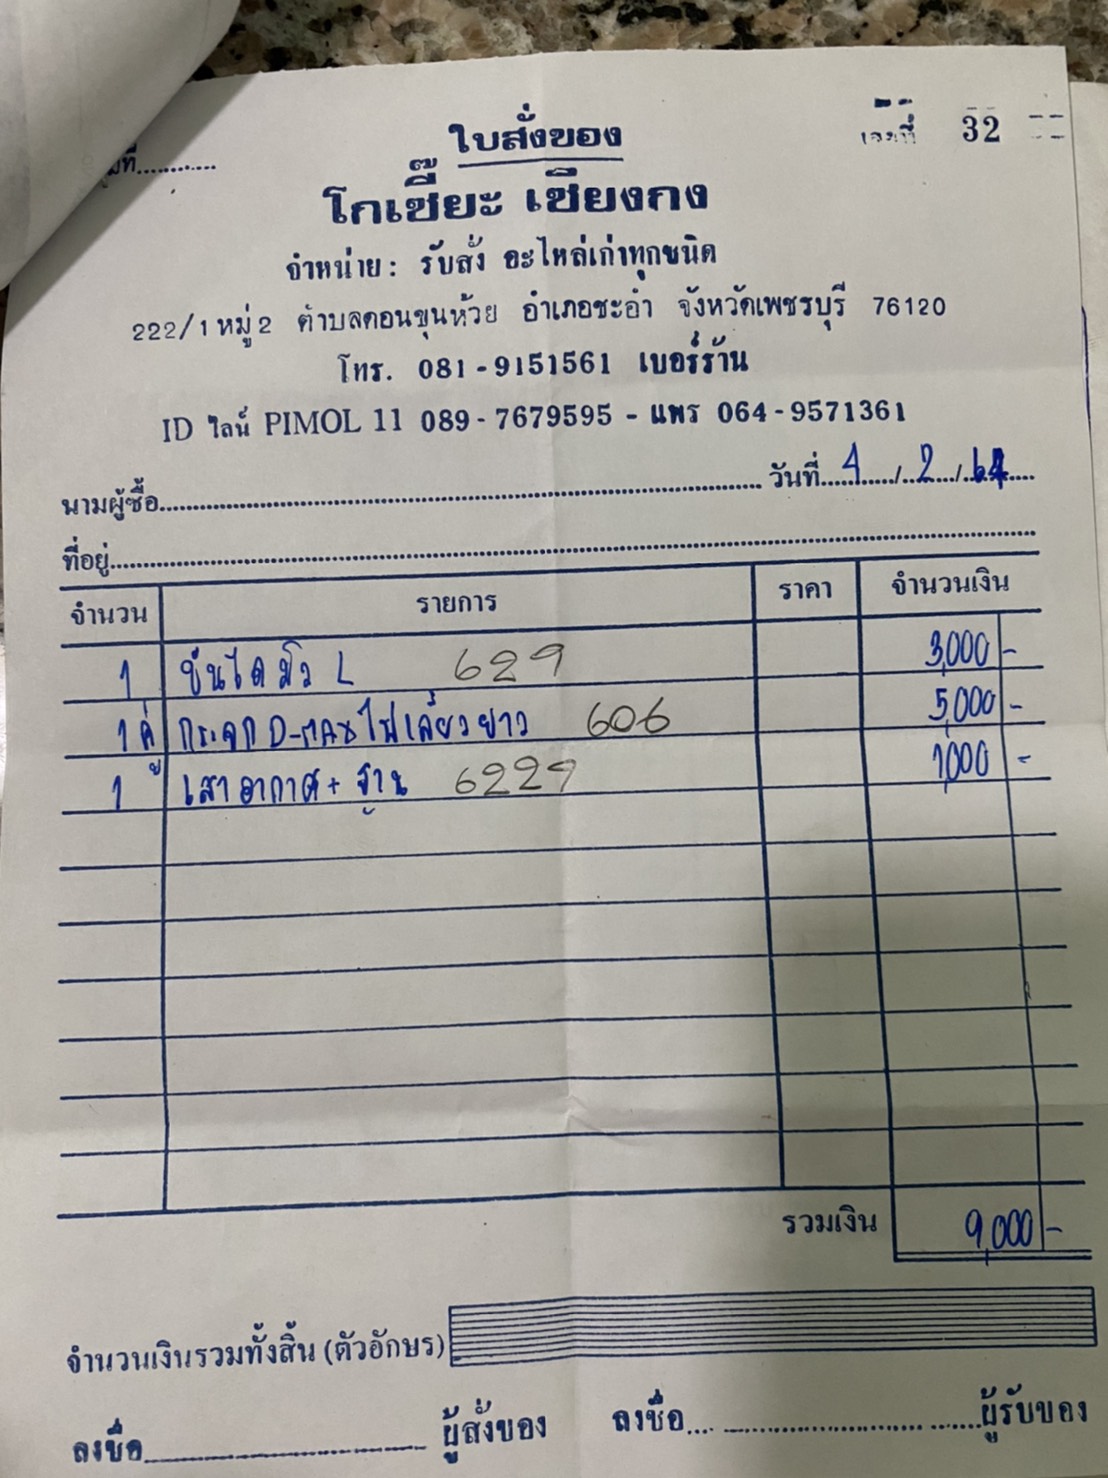 ใบสั่งของ
เลขที่ 32
โกเซี๊ยะ เซียงกง
จำหน่าย : รับสั่ง อะไหล่เก่าทุกชนิด
222/1 หมู่ 2 ตำบลดอนขุนห้วย อำเภอชะอำ จังหวัดเพชรบุรี 76120
โทร. 081-9151561 เบอร์ร้าน
ID ไลน์ PIMOL 11 089-7679595 - แพร 064-9571361
นามผู้ซื้อ วันที่ 4 / 2 / 64
ที่อยู่
จำนวน รายการ ราคา จำนวนเงิน
1 บันได L 629 3,000 -
1 คู่ กระจก D-MAX ไฟเลี้ยวยาว 606 5,000 -
1 เสาอากาศ + ฐาน 6229 1,000 -
รวมเงิน 9,000 -
จำนวนเงินรวมทั้งสิ้น (ตัวอักษร)
ลงชื่อ ผู้สั่งของ ลงชื่อ ผู้รับของ